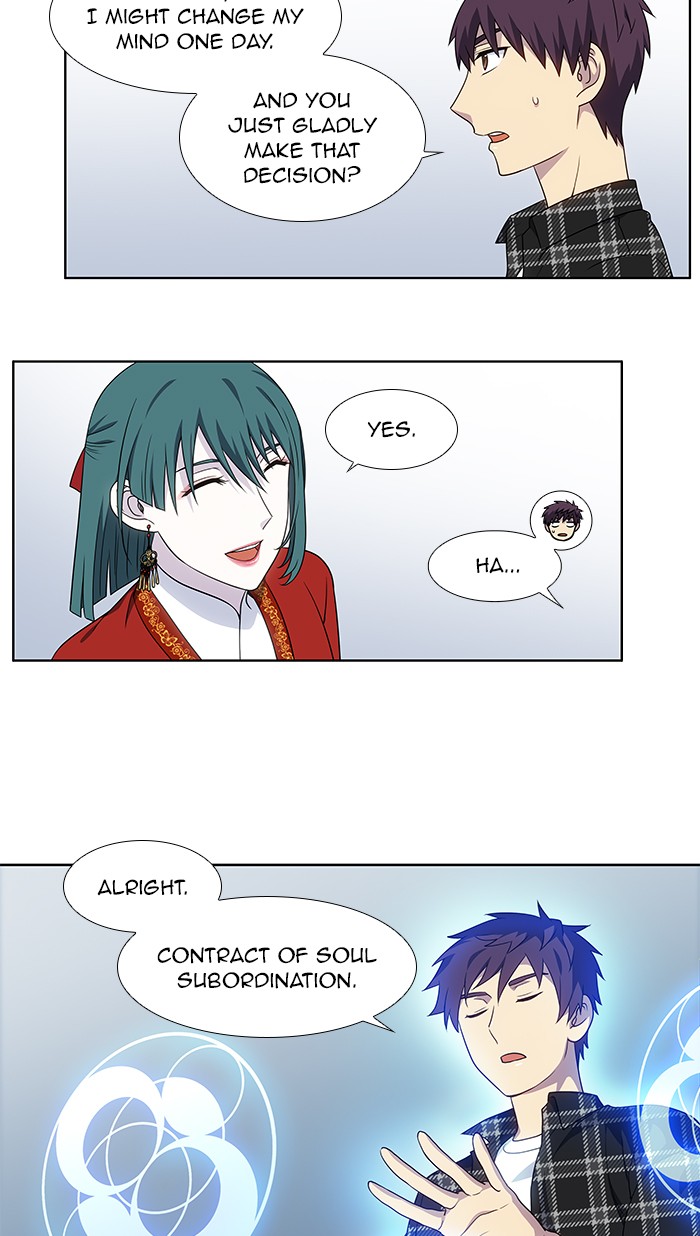 I MIGHT CHANGE MY
MIND ONE DAY.
AND YOU
JUST GLADLY
MAKE THAT
DECISION?
YES.
HA...
ALRIGHT.
CONTRACT OF SOUL
SUBORDINATION.